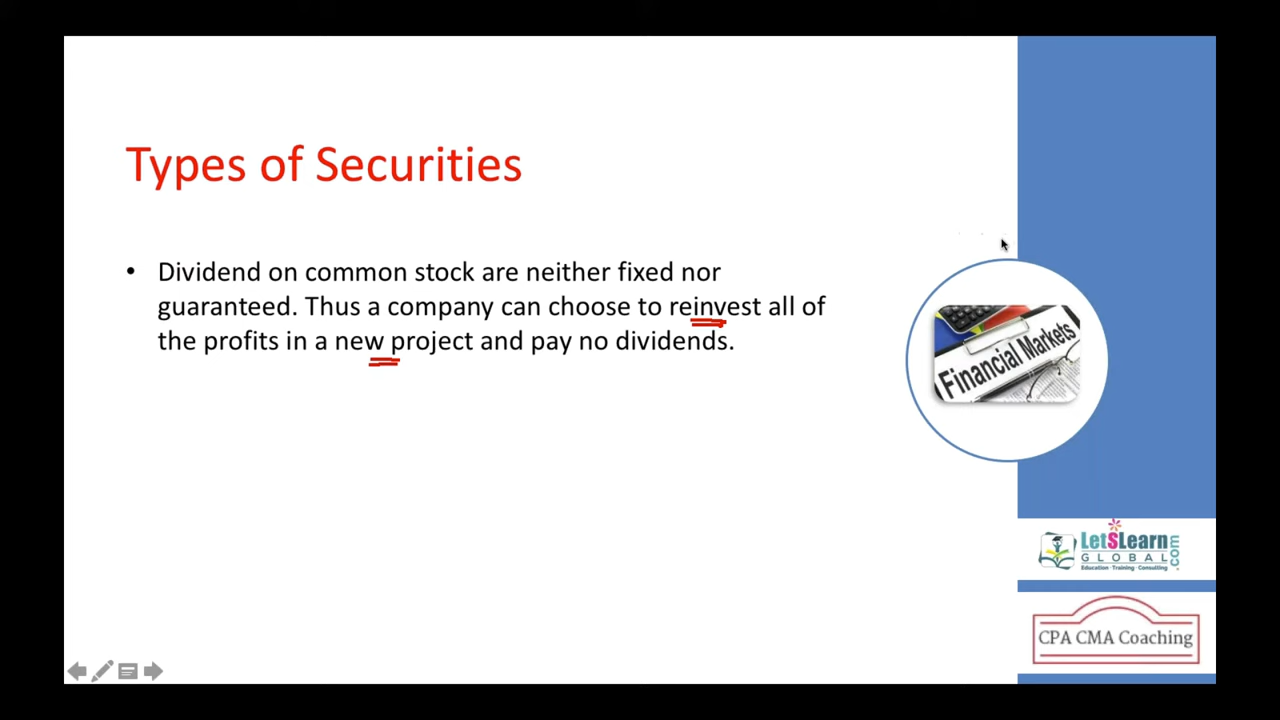 Types of Securities
• Dividend on common stock are neither fixed nor
guaranteed. Thus a company can choose to reinvest all of
the profits in a new project and pay no dividends.
Financial Markets
LetSLearn
GLOBAL
.com
Education · Training · Consulting
CPA CMA Coaching